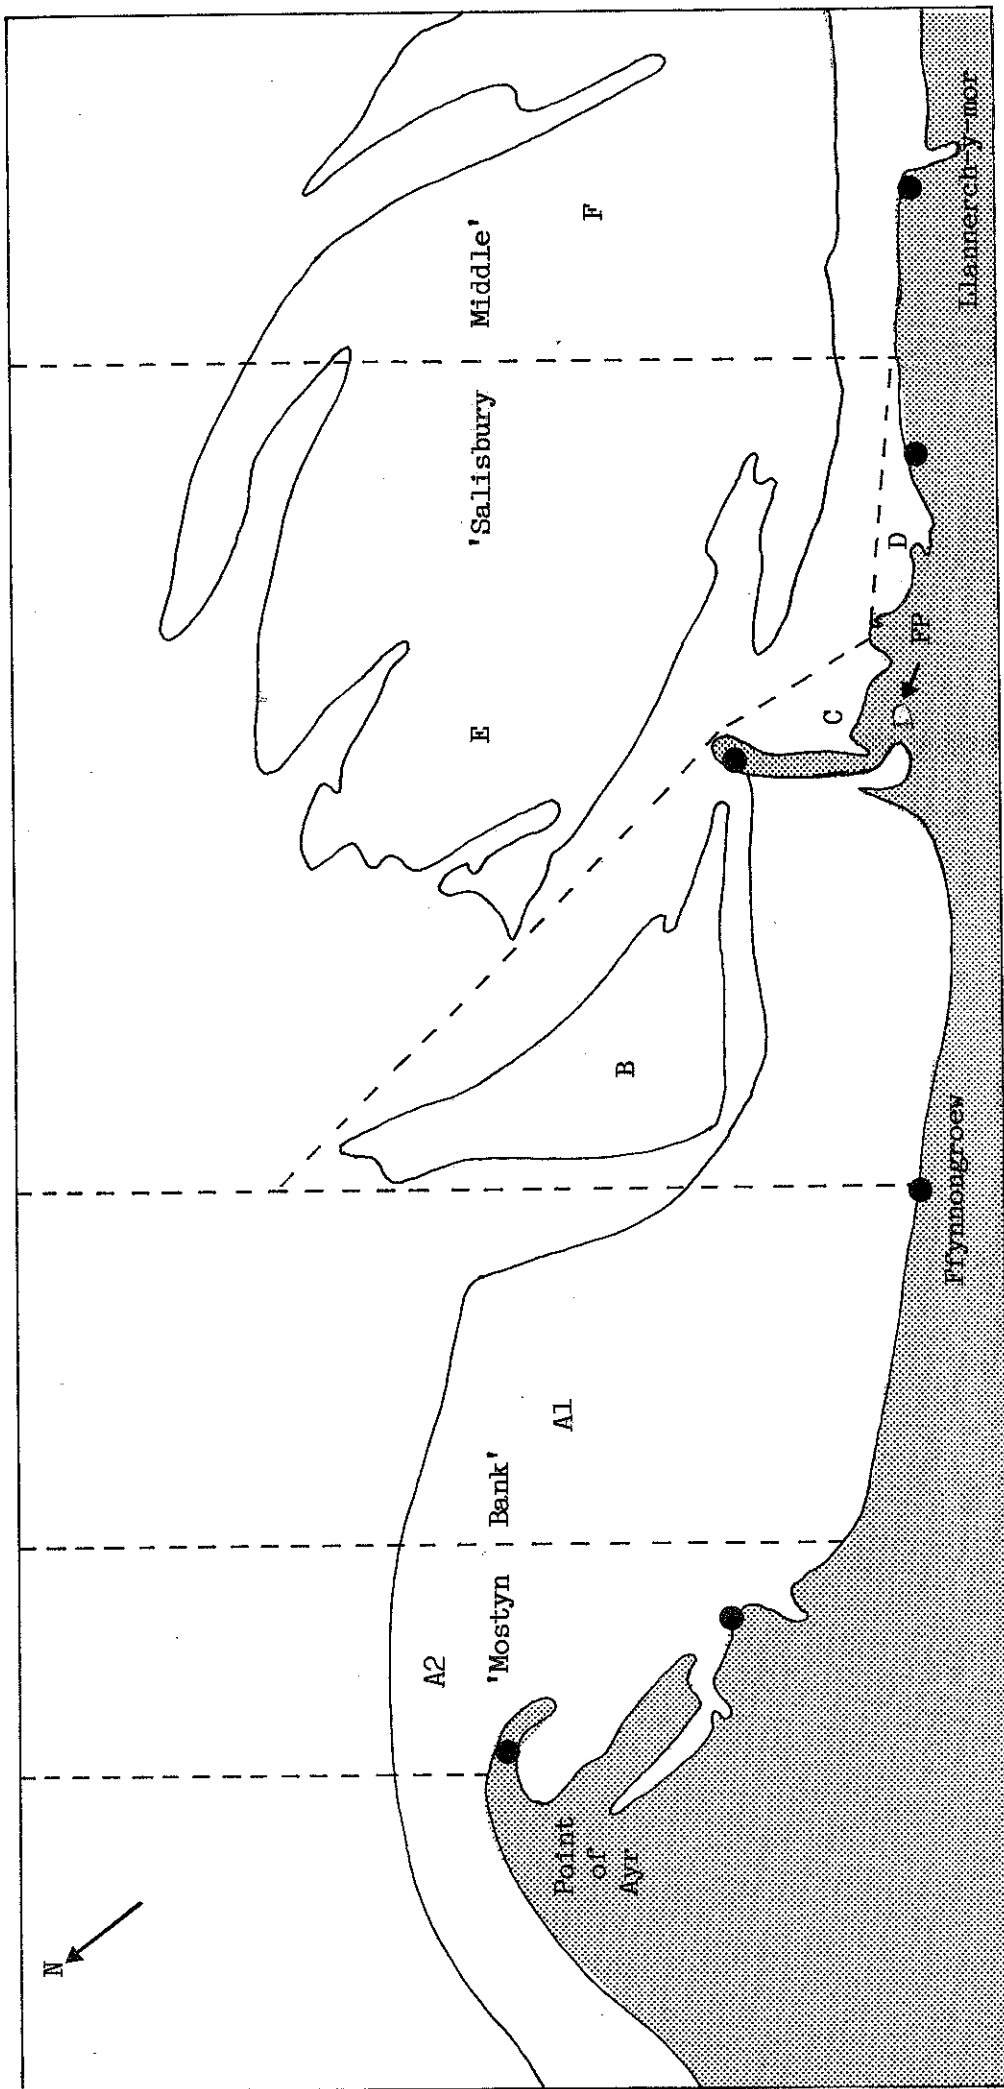 N
Point
of
Ayr
A2
'Mostyn Bank'
A1
Ffynnongroew
B
E
'Salisbury Middle'
C
FP
D
F
Llannerch-y-mor